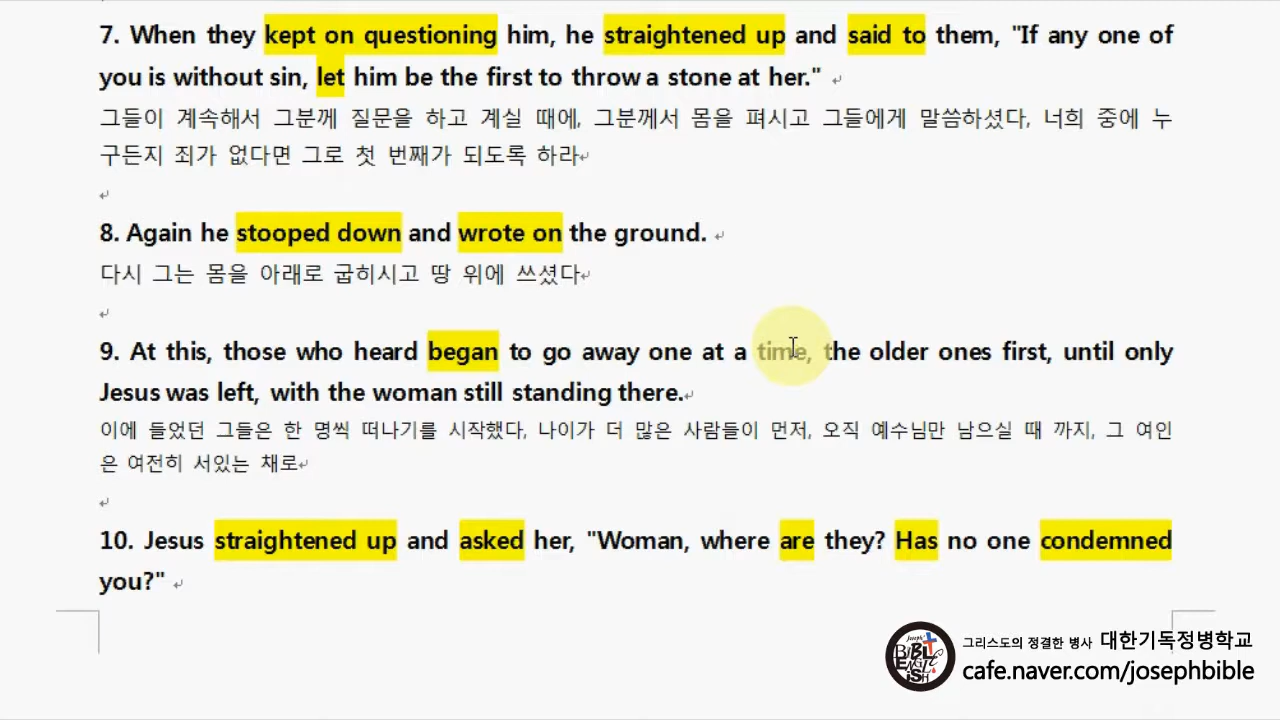 7. When they kept on questioning him, he straightened up and said to them, "If any one of
you is without sin, let him be the first to throw a stone at her."
그들이 계속해서 그분께 질문을 하고 계실 때에, 그분께서 몸을 펴시고 그들에게 말씀하셨다, 너희 중에 누
구든지 죄가 없다면 그로 첫 번째가 되도록 하라
8. Again he stooped down and wrote on the ground.
다시 그는 몸을 아래로 굽히시고 땅 위에 쓰셨다
9. At this, those who heard began to go away one at a time, the older ones first, until only
Jesus was left, with the woman still standing there.
이에 들었던 그들은 한 명씩 떠나기를 시작했다, 나이가 더 많은 사람들이 먼저, 오직 예수님만 남으실 때 까지, 그 여인
은 여전히 서있는 채로
10. Jesus straightened up and asked her, "Woman, where are they? Has no one condemned
you?"
Joseph's
BIBLE
ENGLISH
그리스도의 정결한 병사 대한기독정병학교
cafe.naver.com/josephbible